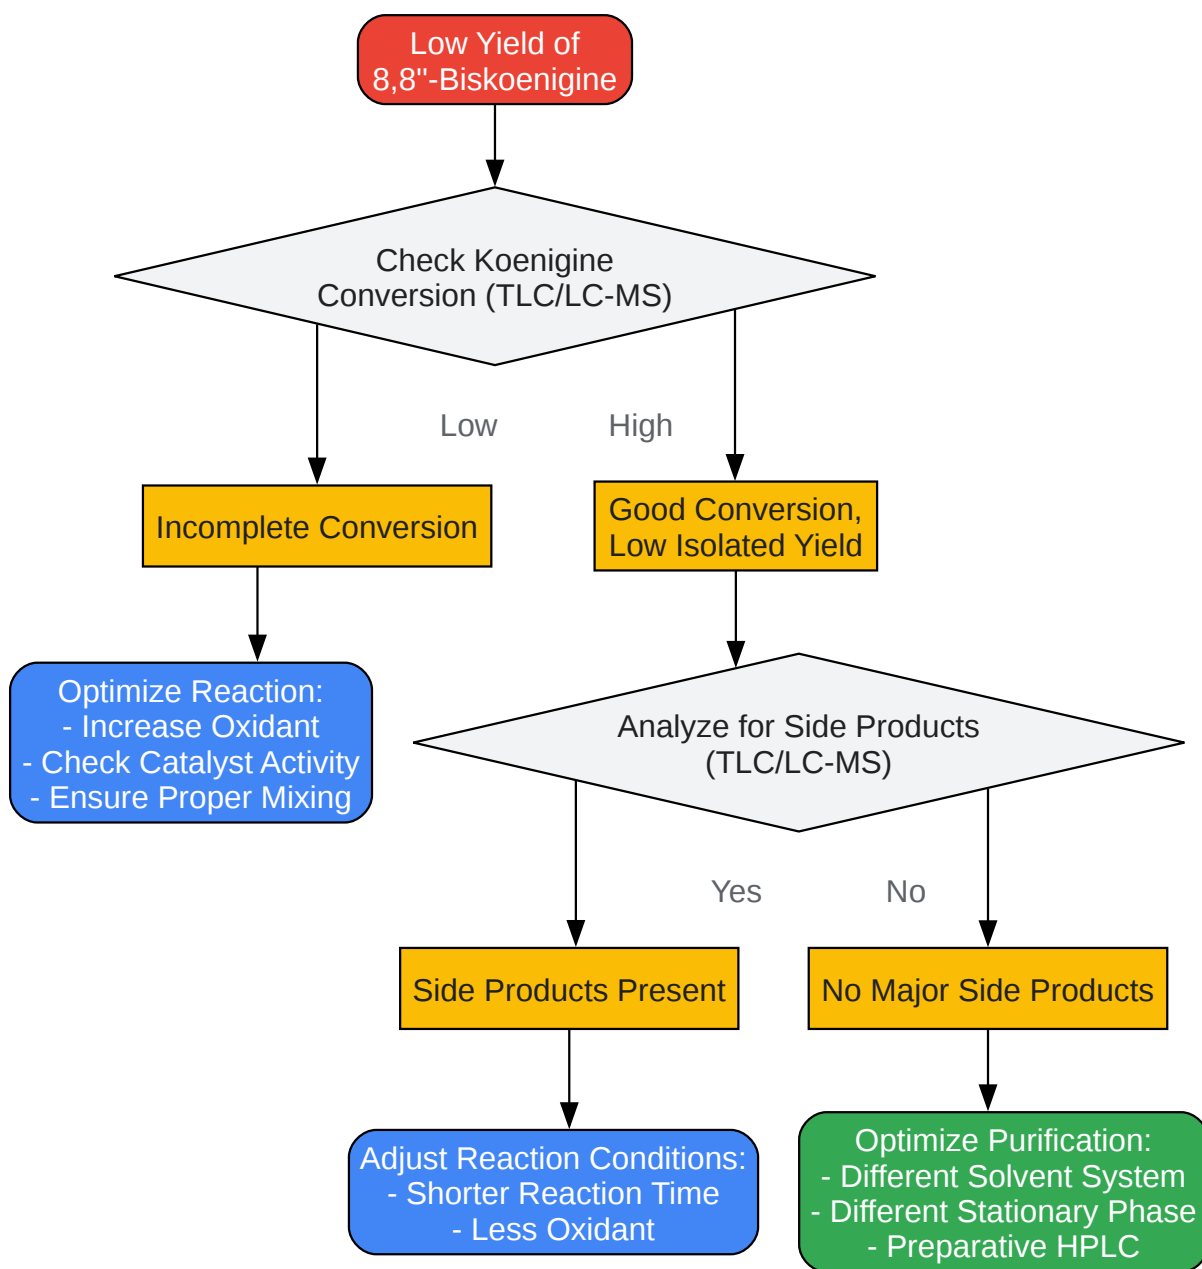 Low Yield of
8,8"-Biskoenigine
Check Koenigine
Conversion (TLC/LC-MS)
Low
High
Incomplete Conversion
Good Conversion,
Low Isolated Yield
Optimize Reaction:
- Increase Oxidant
- Check Catalyst Activity
- Ensure Proper Mixing
Analyze for Side Products
(TLC/LC-MS)
Yes
No
Side Products Present
No Major Side Products
Adjust Reaction Conditions:
- Shorter Reaction Time
- Less Oxidant
Optimize Purification:
- Different Solvent System
- Different Stationary Phase
- Preparative HPLC